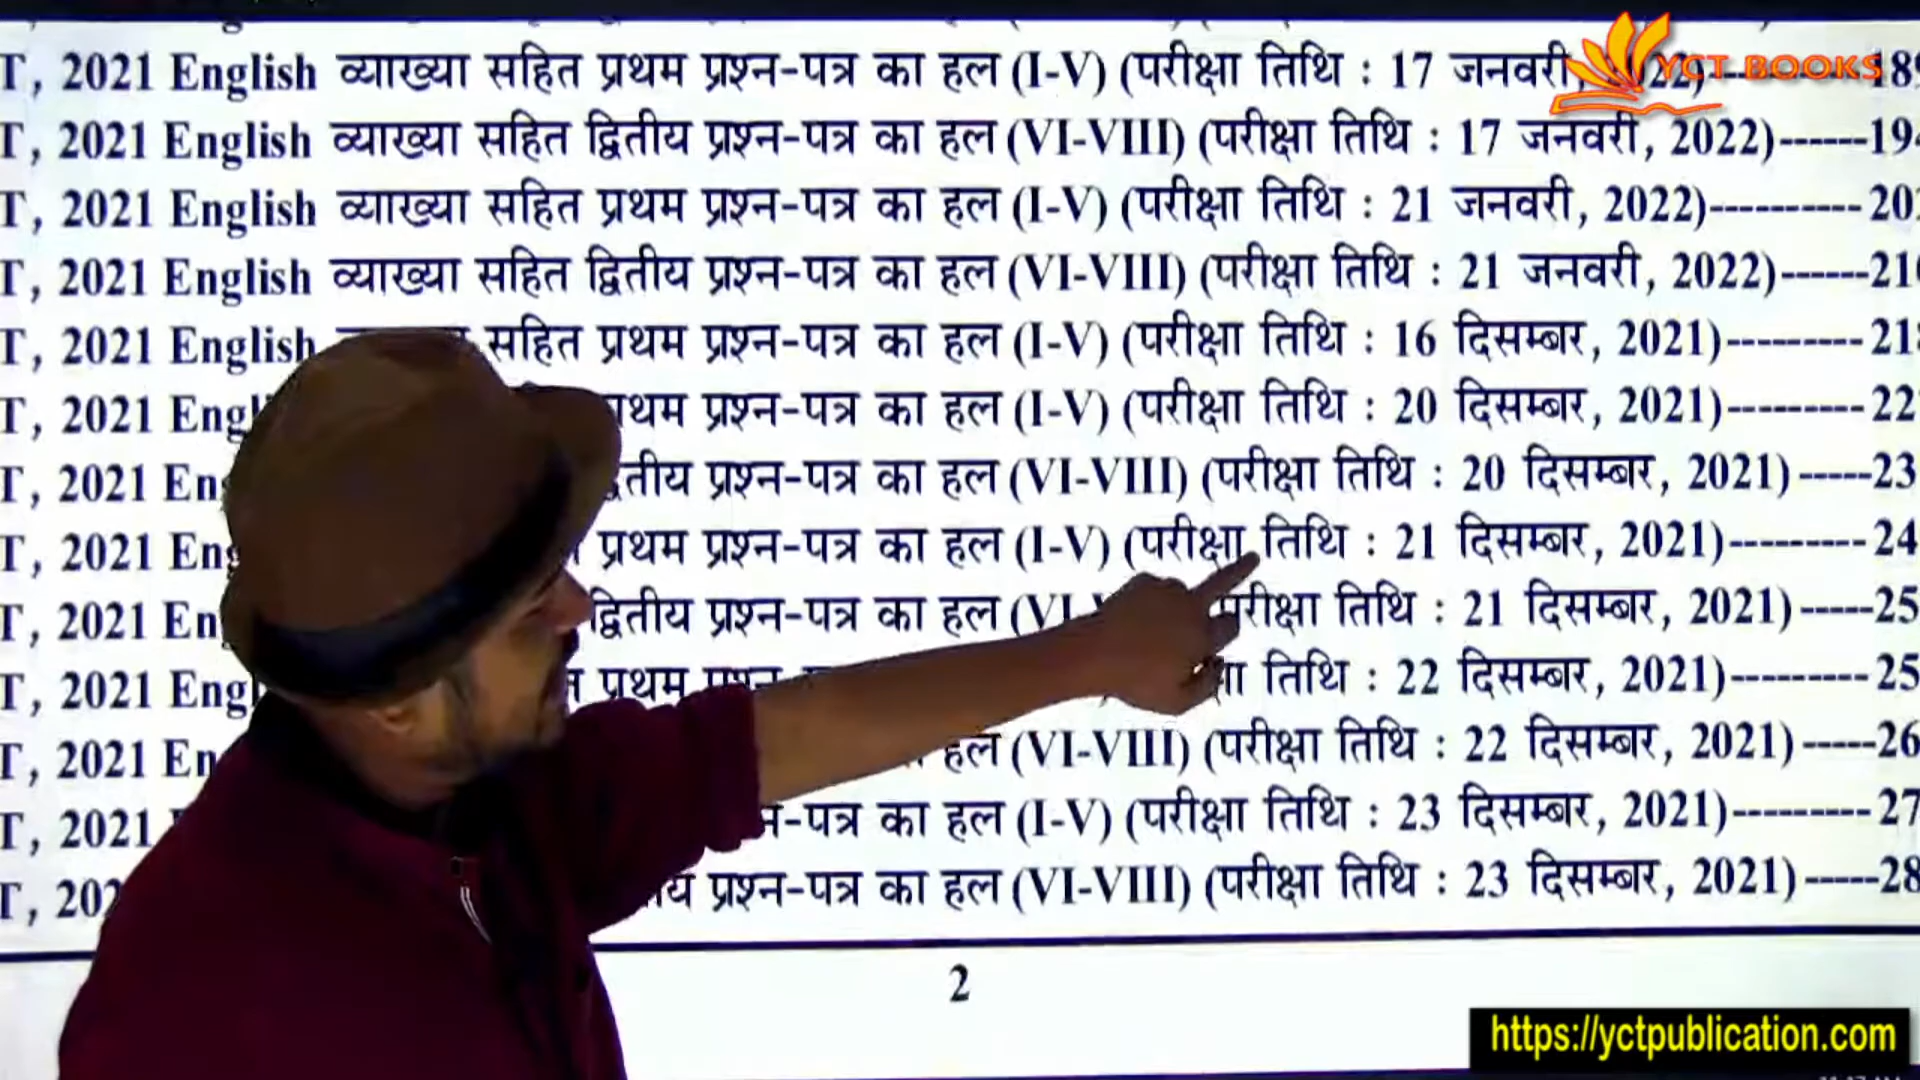 T, 2021 English व्याख्या सहित प्रथम प्रश्न-पत्र का हल (I-V) (परीक्षा तिथि : 17 जनवरी, 2022)
YCT BOOKS
T, 2021 English व्याख्या सहित द्वितीय प्रश्न-पत्र का हल (VI-VIII) (परीक्षा तिथि : 17 जनवरी, 2022)------19
T, 2021 English व्याख्या सहित प्रथम प्रश्न-पत्र का हल (I-V) (परीक्षा तिथि : 21 जनवरी, 2022)----------20
T, 2021 English व्याख्या सहित द्वितीय प्रश्न-पत्र का हल (VI-VIII) (परीक्षा तिथि : 21 जनवरी, 2022)------21
T, 2021 English सहित प्रथम प्रश्न-पत्र का हल (I-V) (परीक्षा तिथि : 16 दिसम्बर, 2021)---------21
T, 2021 प्रश्न-पत्र का हल (I-V) (परीक्षा तिथि : 20 दिसम्बर, 2021)---------22
T, 2021 प्रश्न-पत्र का हल (VI-VIII) (परीक्षा तिथि : 20 दिसम्बर, 2021)-----23
T, 2021 प्रथम प्रश्न-पत्र का हल (I-V) (परीक्षा तिथि : 21 दिसम्बर, 2021)---------24
T, 2021 द्वितीय प्रश्न-पत्र का हल परीक्षा तिथि : 21 दिसम्बर, 2021)-----25
T, 2021 प्रथम तिथि : 22 दिसम्बर, 2021)---------25
T, 2021 हल (VI-VIII) (परीक्षा तिथि : 22 दिसम्बर, 2021)-----26
T, 2021 का हल (I-V) (परीक्षा तिथि : 23 दिसम्बर, 2021)---------27
T, प्रश्न-पत्र का हल (VI-VIII) (परीक्षा तिथि : 23 दिसम्बर, 2021)-----28
2
https://yctpublication.com